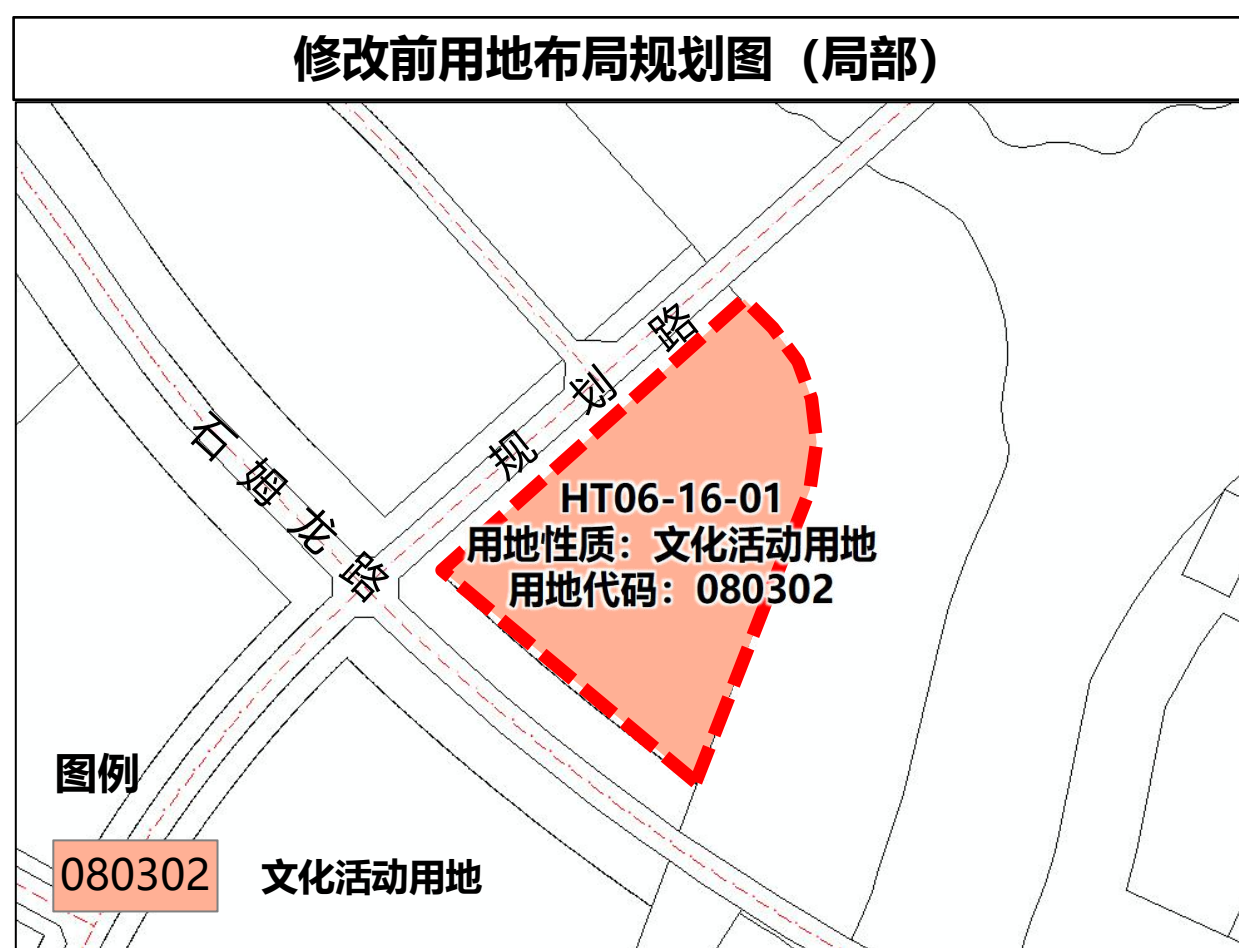 修改前用地布局规划图（局部）
规划路
石姆龙路
HT06-16-01
用地性质：文化活动用地
用地代码：080302
图例
080302 文化活动用地